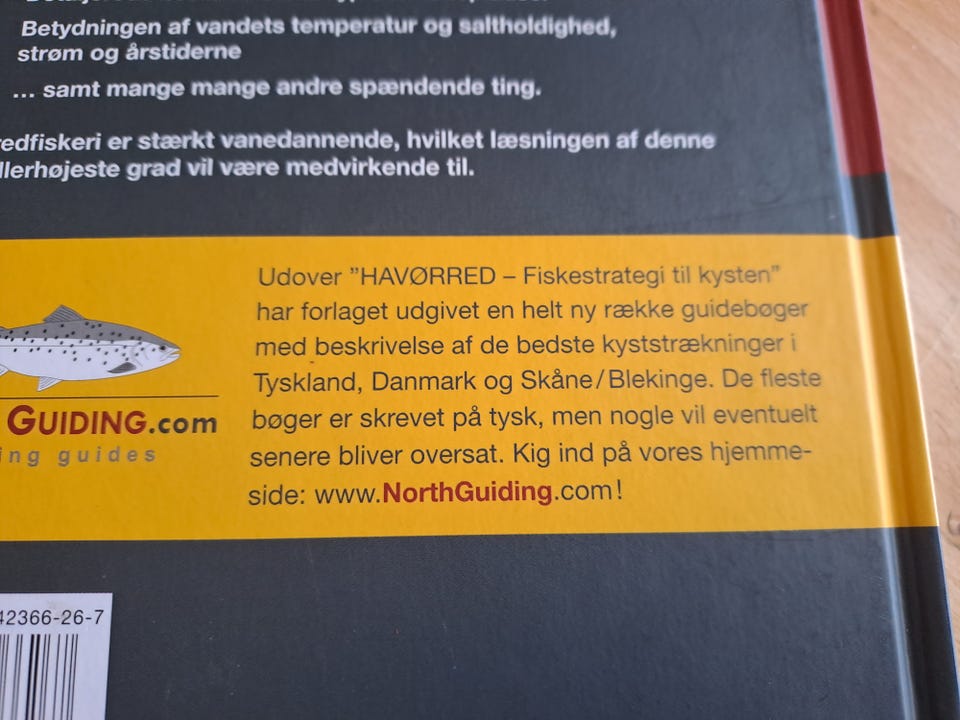 Betydningen af vandets temperatur og saltholdighed,
strøm og årstiderne
... samt mange mange andre spændende ting.
redfiskeri er stærkt vanedannende, hvilket læsningen af denne
llerhøjeste grad vil være medvirkende til.
Udover "HAVØRRED – Fiskestrategi til kysten"
har forlaget udgivet en helt ny række guidebøger
med beskrivelse af de bedste kyststrækninger i
Tyskland, Danmark og Skåne/Blekinge. De fleste
bøger er skrevet på tysk, men nogle vil eventuelt
senere bliver oversat. Kig ind på vores hjemme-
side: www.NorthGuiding.com!
GUIDING.com
ing guides
42366-26-7